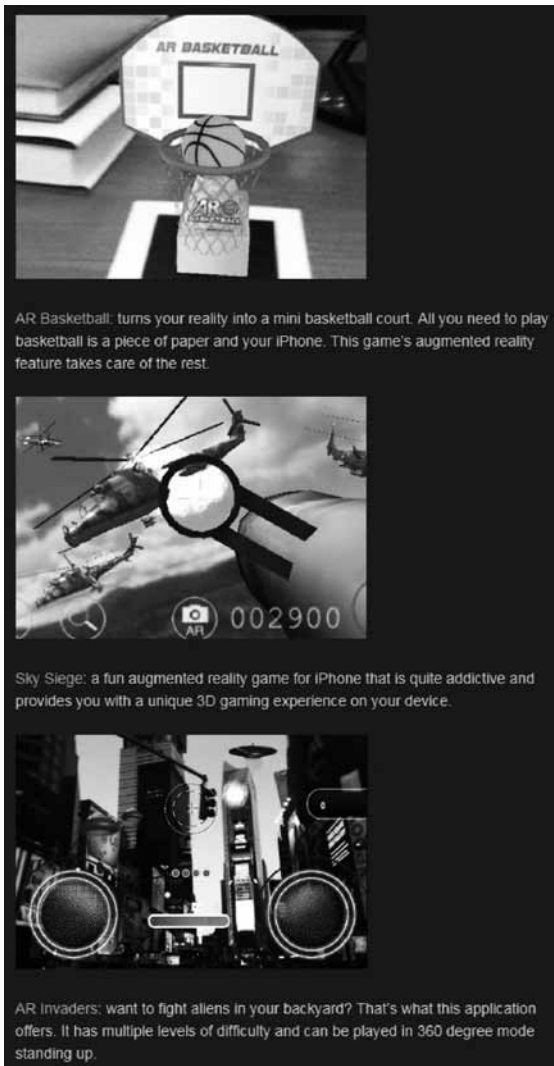 AR BASKETBALL
AR
AR Basketball: turns your reality into a mini basketball court. All you need to play
basketball is a piece of paper and your iPhone. This game's augmented reality
feature takes care of the rest.
AR
002900
Sky Siege: a fun augmented reality game for iPhone that is quite addictive and
provides you with a unique 3D gaming experience on your device.
AR Invaders: want to fight aliens in your backyard? That's what this application
offers. It has multiple levels of difficulty and can be played in 360 degree mode
standing up.